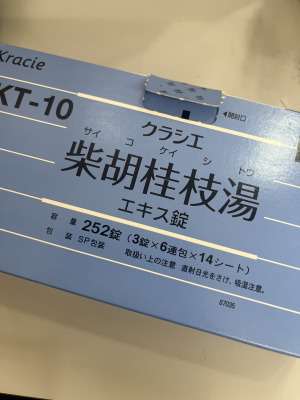 Kracie
KT-10
◀開封口
クラシエ
サイコケイシトウ
柴胡桂枝湯
エキス錠
容量 252錠 (3錠×6連包×14シート)
包装 SP包装 取扱い上の注意 直射日光をさけ、吸湿注意。
67035